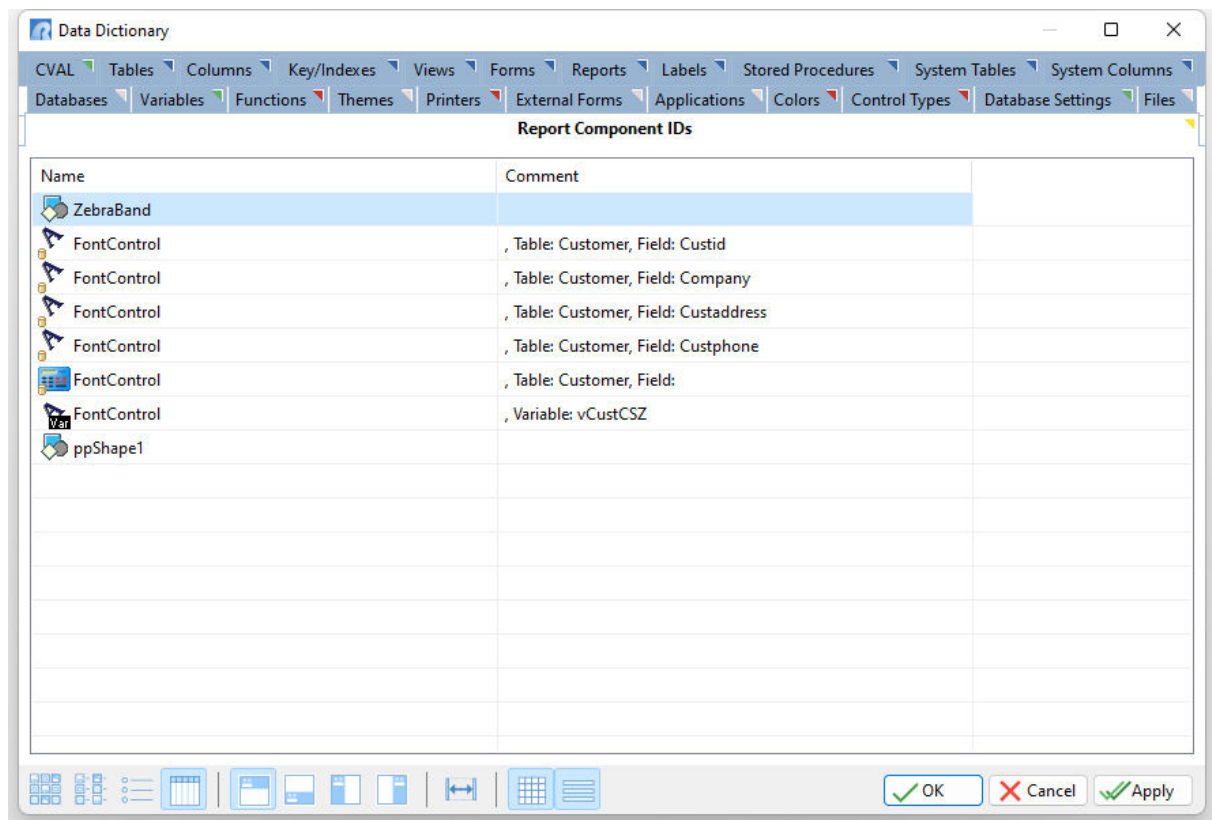 Data Dictionary
CVAL Tables Columns Key/Indexes Views Forms Reports Labels Stored Procedures System Tables System Columns
Databases Variables Functions Themes Printers External Forms Applications Colors Control Types Database Settings Files
Report Component IDs
Name Comment
ZebraBand
FontControl , Table: Customer, Field: Custid
FontControl , Table: Customer, Field: Company
FontControl , Table: Customer, Field: Custaddress
FontControl , Table: Customer, Field: Custphone
FontControl , Table: Customer, Field:
Var FontControl , Variable: vCustCSZ
ppShape1
OK Cancel Apply